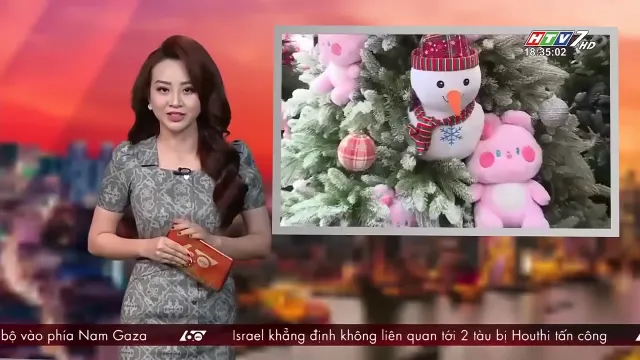 HTV7 HD
18:35:02
bộ vào phía Nam Gaza 60 Israel khẳng định không liên quan tới 2 tàu bị Houthi tấn công